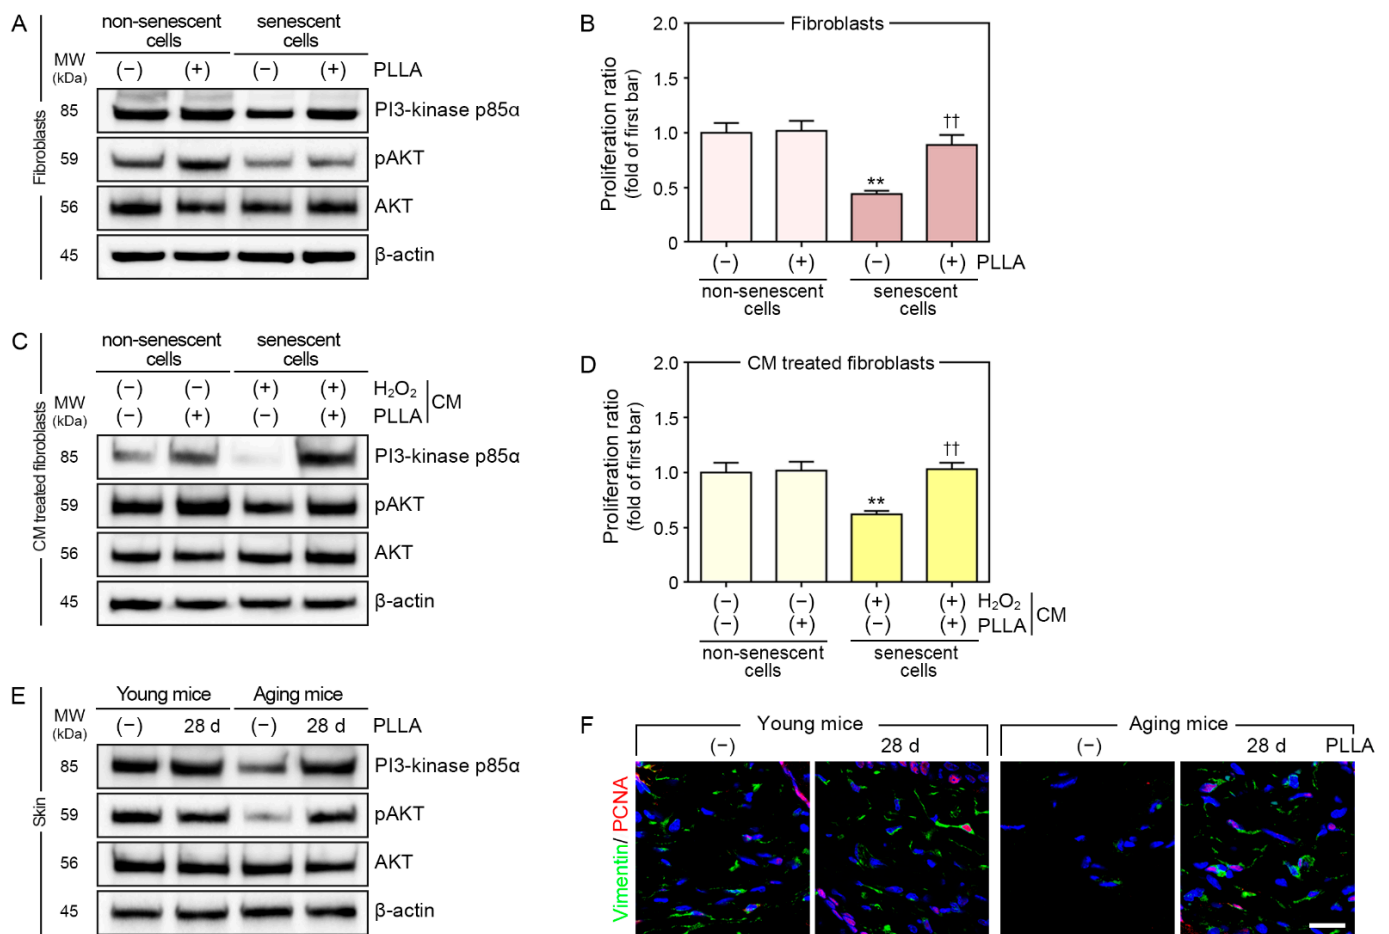 A
non-senescent cells
senescent cells
MW (kDa)
(−) (+) (−) (+) PLLA
Fibroblasts
85 PI3-kinase p85α
59 pAKT
56 AKT
45 β-actin
B
Fibroblasts
Proliferation ratio
(fold of first bar)
2.0
1.5
1.0
0.5
0
**
††
(−) (+) (−) (+) PLLA
non-senescent cells
senescent cells
C
non-senescent cells
senescent cells
MW (kDa)
(−) (−) (+) (+) H₂O₂
(−) (+) (−) (+) PLLA
CM
CM treated fibroblasts
85 PI3-kinase p85α
59 pAKT
56 AKT
45 β-actin
D
CM treated fibroblasts
Proliferation ratio
(fold of first bar)
2.0
1.5
1.0
0.5
0
**
††
(−) (−) (+) (+) H₂O₂
(−) (+) (−) (+) PLLA
CM
non-senescent cells
senescent cells
E
Young mice Aging mice
MW (kDa)
(−) 28 d (−) 28 d PLLA
Skin
85 PI3-kinase p85α
59 pAKT
56 AKT
45 β-actin
F
Young mice Aging mice
(−) 28 d (−) 28 d PLLA
Vimentin/ PCNA